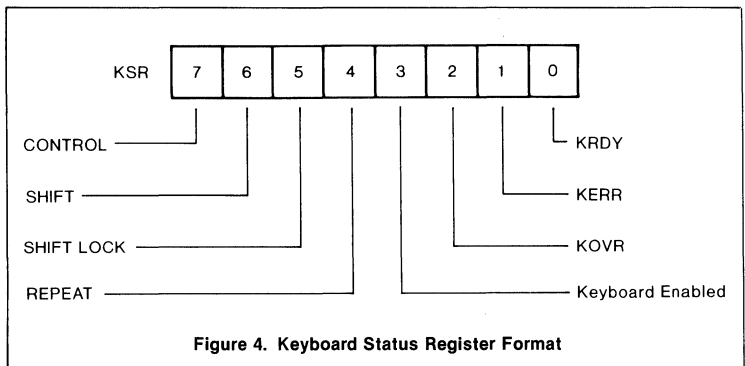 KSR 7 6 5 4 3 2 1 0
CONTROL KRDY
SHIFT KERR
SHIFT LOCK KOVR
REPEAT Keyboard Enabled
Figure 4. Keyboard Status Register Format